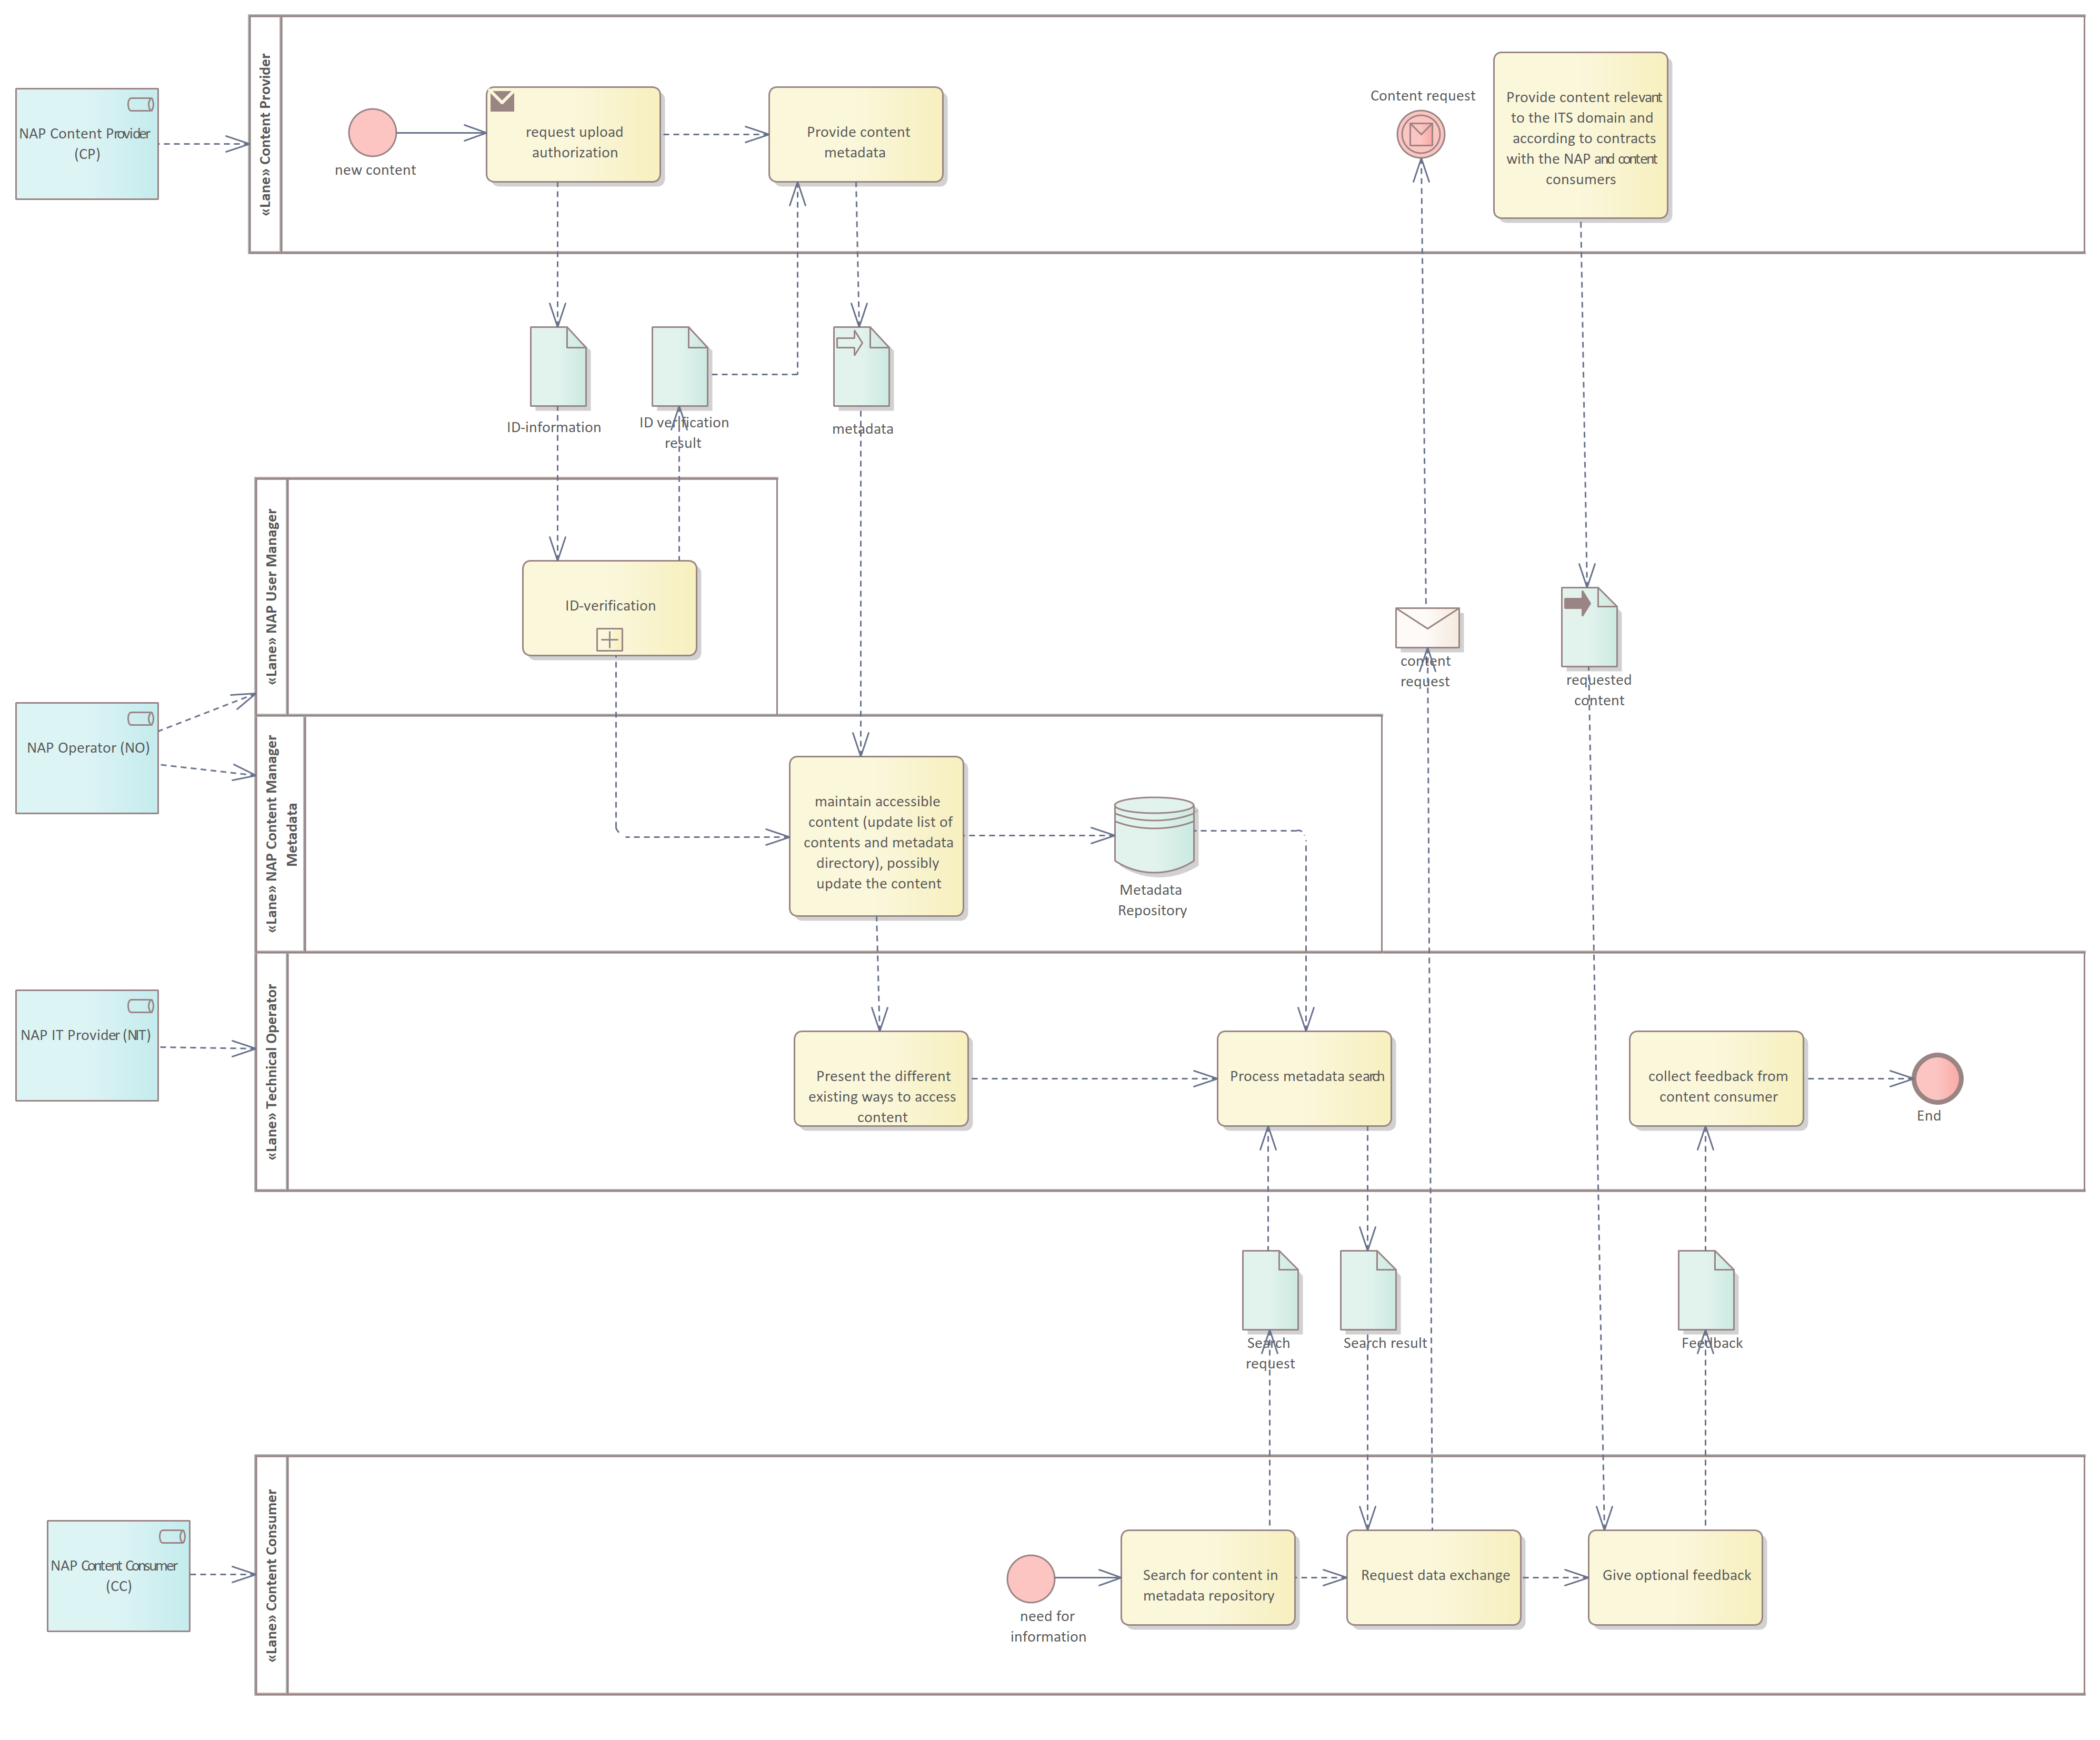 «Lane» Content Provider
NAP Content Provider
(CP)
new content
request upload
authorization
Provide content
metadata
Content request
Provide content relevant
to the ITS domain and
according to contracts
with the NAP and content
consumers
ID-information
ID verification
result
metadata
«Lane» NAP User Manager
ID-verification
content
request
requested
content
NAP Operator (NO)
«Lane» NAP Content Manager
Metadata
maintain accessible
content (update list of
contents and metadata
directory), possibly
update the content
Metadata
Repository
«Lane» Technical Operator
NAP IT Provider (NIT)
Present the different
existing ways to access
content
Process metadata search
collect feedback from
content consumer
End
Search
request
Search result
Feedback
«Lane» Content Consumer
NAP Content Consumer
(CC)
need for
information
Search for content in
metadata repository
Request data exchange
Give optional feedback